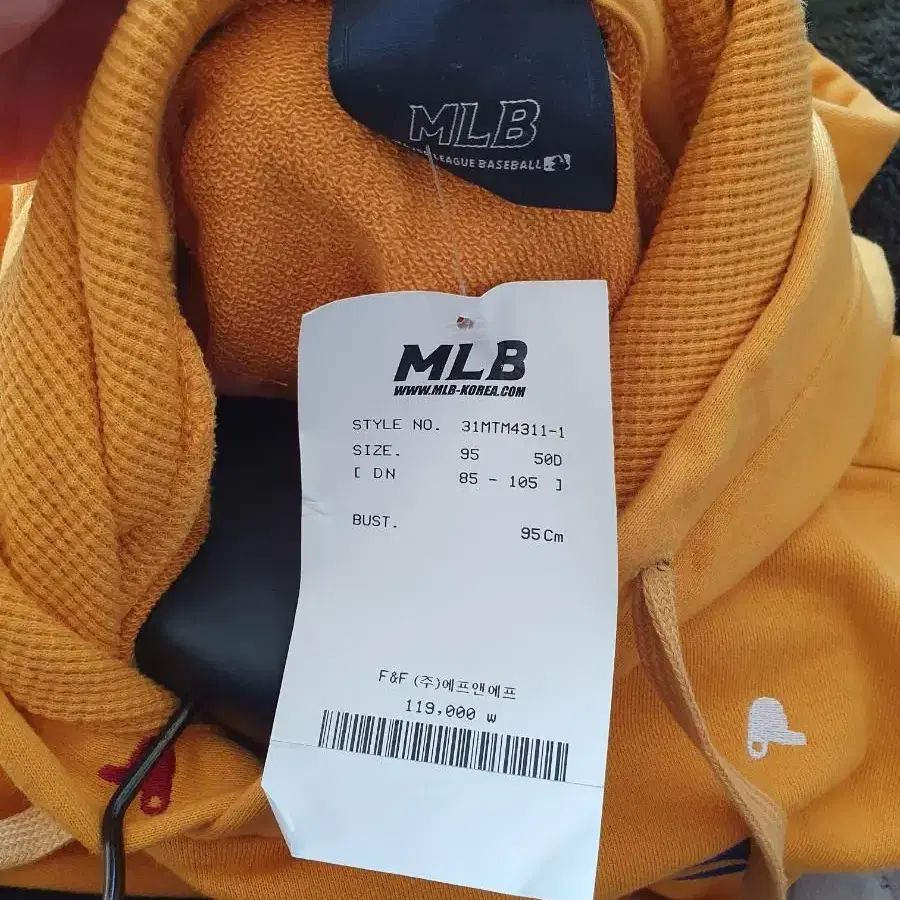 MLB
LEAGUE BASEBALL
MLB
WWW.MLB-KOREA.COM
STYLE NO. 31MTM4311-1
SIZE. 95 50D
[ DN 85 - 105 ]
BUST. 95Cm
F&F (주)에프앤에프
119,000 w